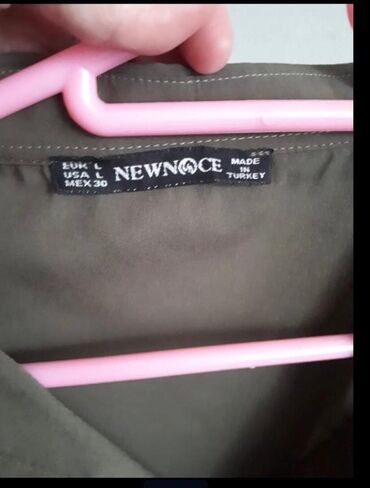 EUR L
USA L
MEX 30
NEWNOCE
MADE
IN
TURKEY